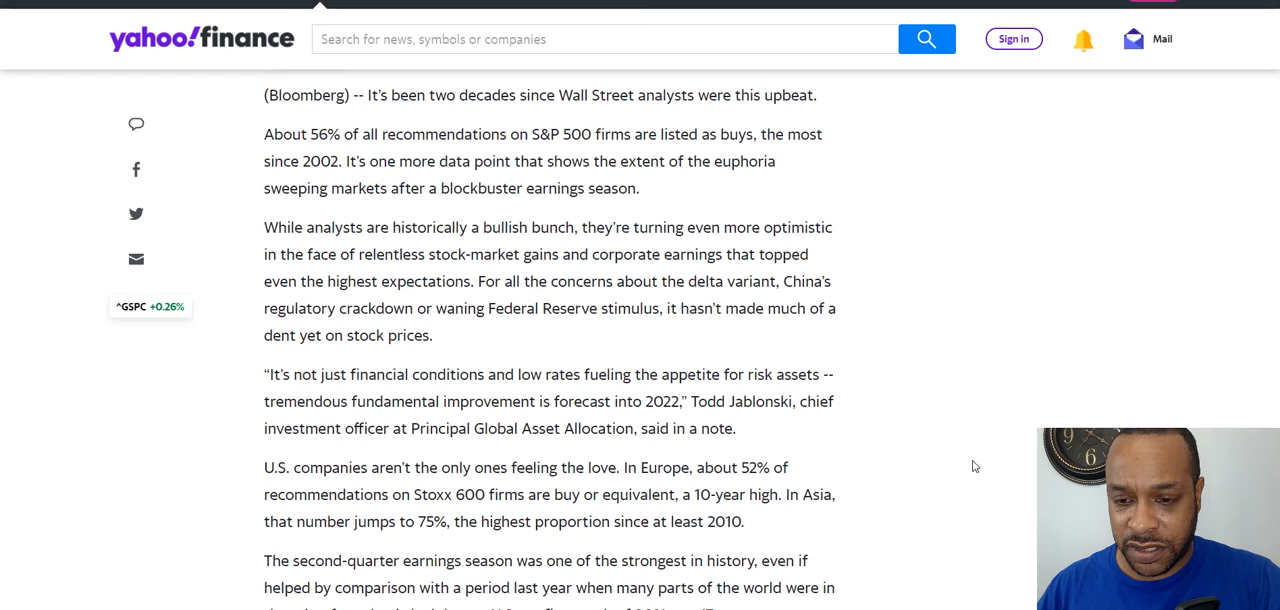 yahoo!finance
Search for news, symbols or companies
Sign in
Mail
(Bloomberg) -- It’s been two decades since Wall Street analysts were this upbeat.
About 56% of all recommendations on S&P 500 firms are listed as buys, the most
since 2002. It’s one more data point that shows the extent of the euphoria
sweeping markets after a blockbuster earnings season.
While analysts are historically a bullish bunch, they’re turning even more optimistic
in the face of relentless stock-market gains and corporate earnings that topped
even the highest expectations. For all the concerns about the delta variant, China’s
regulatory crackdown or waning Federal Reserve stimulus, it hasn’t made much of a
dent yet on stock prices.
^GSPC +0.26%
“It’s not just financial conditions and low rates fueling the appetite for risk assets --
tremendous fundamental improvement is forecast into 2022,” Todd Jablonski, chief
investment officer at Principal Global Asset Allocation, said in a note.
U.S. companies aren’t the only ones feeling the love. In Europe, about 52% of
recommendations on Stoxx 600 firms are buy or equivalent, a 10-year high. In Asia,
that number jumps to 75%, the highest proportion since at least 2010.
The second-quarter earnings season was one of the strongest in history, even if
helped by comparison with a period last year when many parts of the world were in